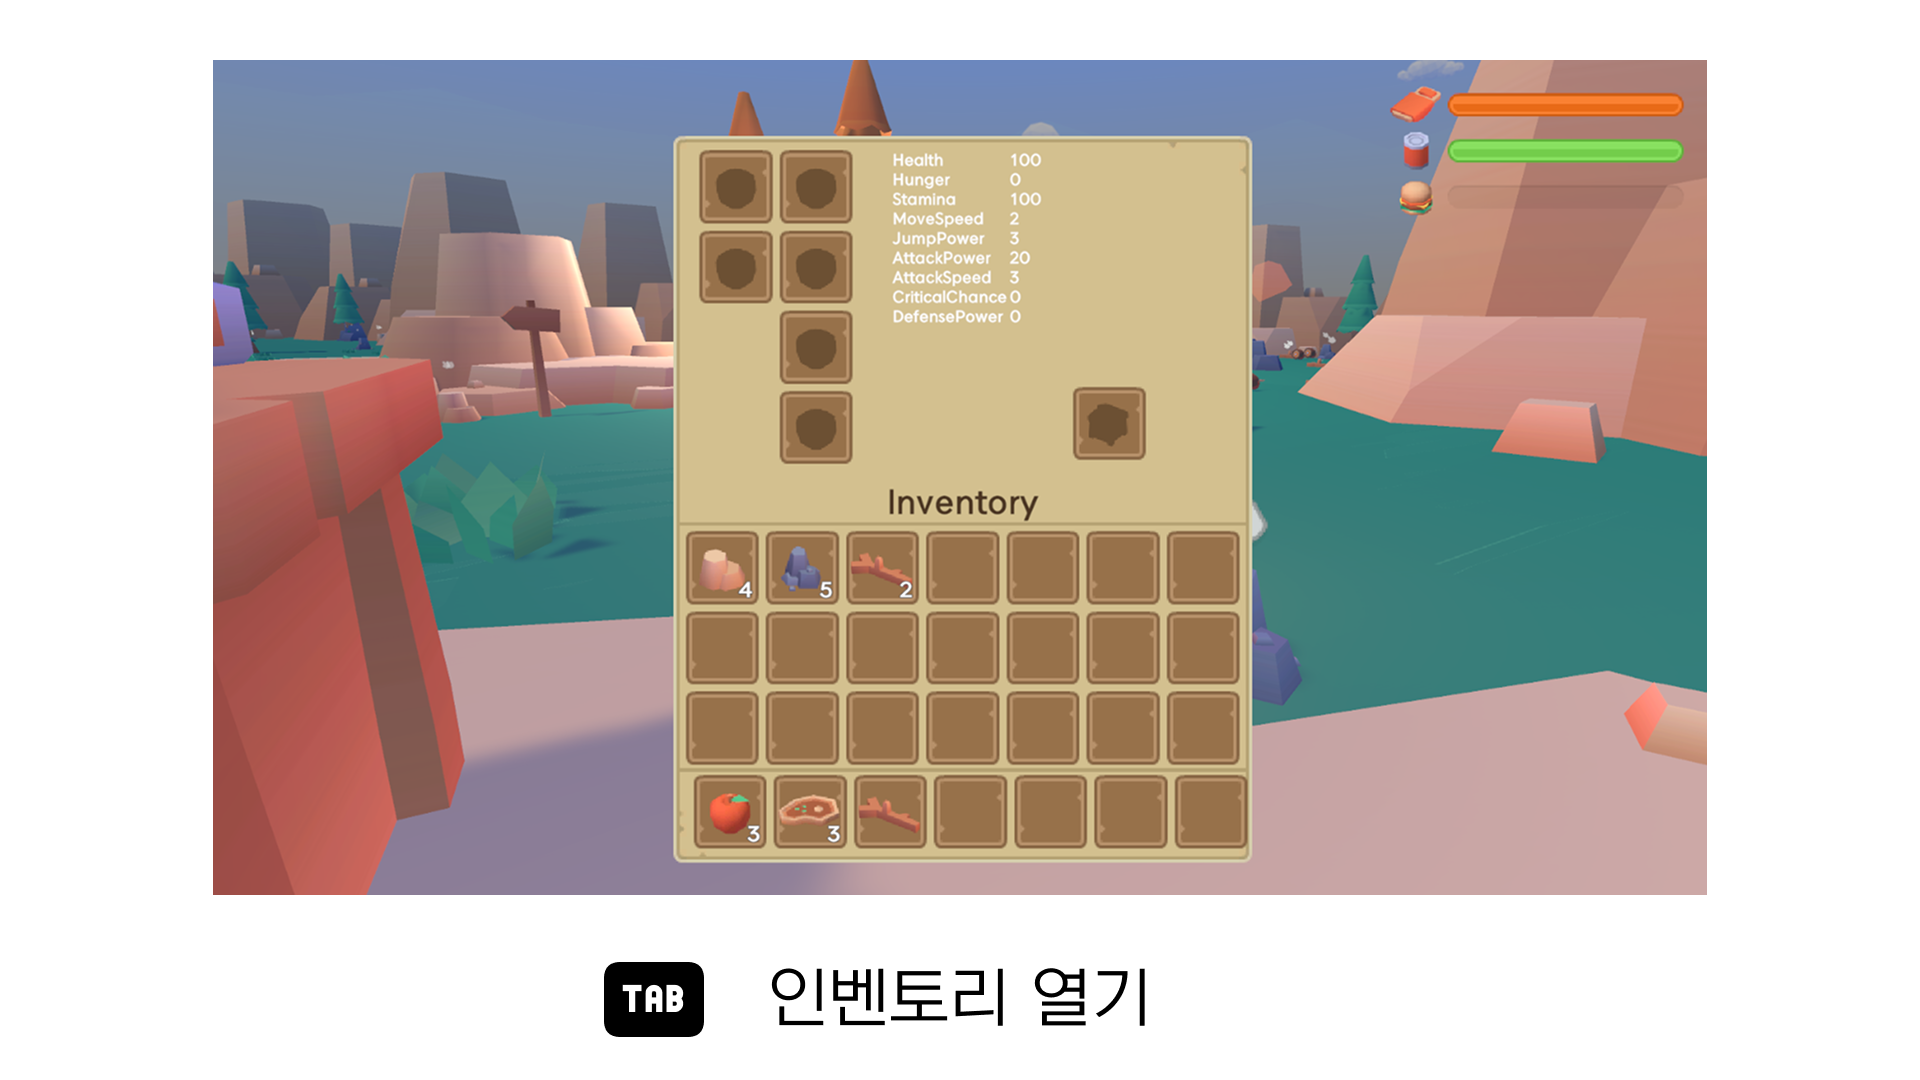 Health 100
Hunger 0
Stamina 100
MoveSpeed 2
JumpPower 3
AttackPower 20
AttackSpeed 3
CriticalChance 0
DefensePower 0
Inventory
4 5 2
3 3
TAB 인벤토리 열기